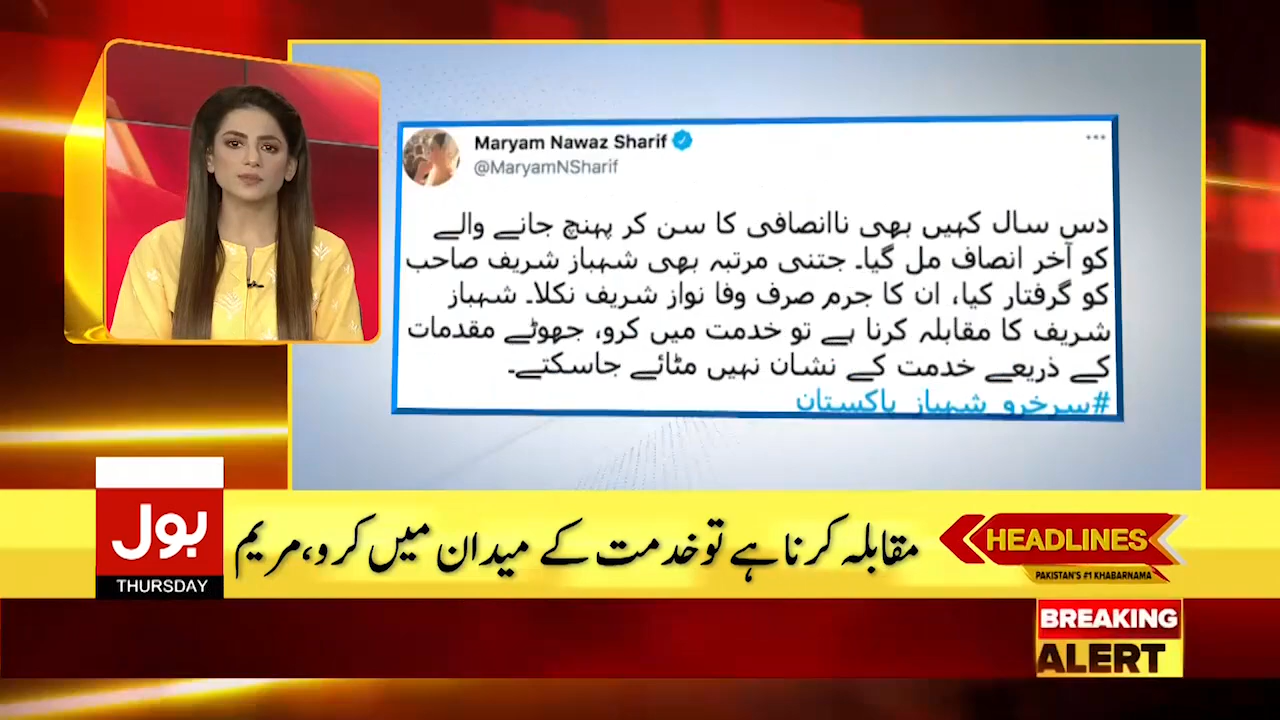 Maryam Nawaz Sharif
@MaryamNSharif
دس سال کہیں بھی ناانصافی کا سن کر پہنچ جانے والے
کو آخر انصاف مل گیا۔ جتنی مرتبہ بھی شہباز شریف صاحب
کو گرفتار کیا، ان کا جرم صرف وفا نواز شریف نکلا۔ شہباز
شریف کا مقابلہ کرنا ہے تو خدمت میں کرو، جھوٹے مقدمات
کے ذریعے خدمت کے نشان نہیں مٹائے جاسکتے۔
#سرخرو_شہباز_پاکستان
بول
THURSDAY
مقابلہ کرنا ہے تو خدمت کے میدان میں کرو، مریم
HEADLINES
PAKISTAN'S #1 KHABARNAMA
BREAKING
ALERT